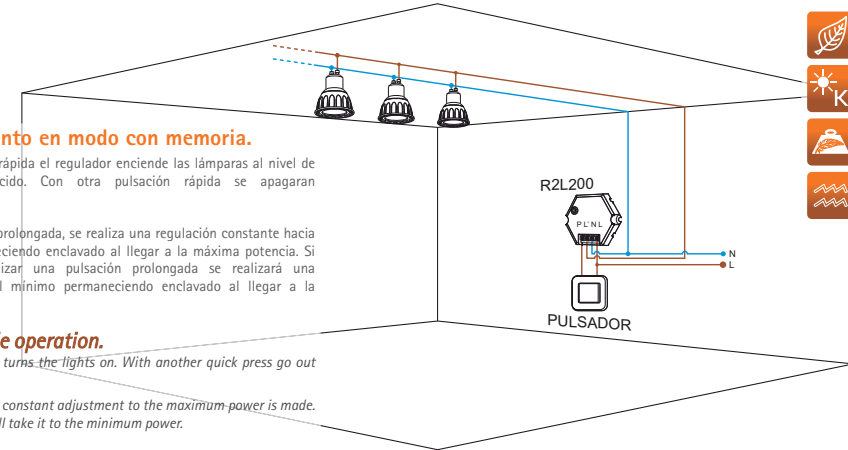 nto en modo con memoria.
rápida el regulador enciende las lámparas al nivel de
cido. Con otra pulsación rápida se apagaran
prolongada, se realiza una regulación constante hacia
eciendo enclavado al llegar a la máxima potencia. Si
izar una pulsación prolongada se realizará una
l mínimo permaneciendo enclavado al llegar a la
e operation.
turns the lights on. With another quick press go out
constant adjustment to the maximum power is made.
ll take it to the minimum power.
R2L200
P L' N L
N
L
PULSADOR
K